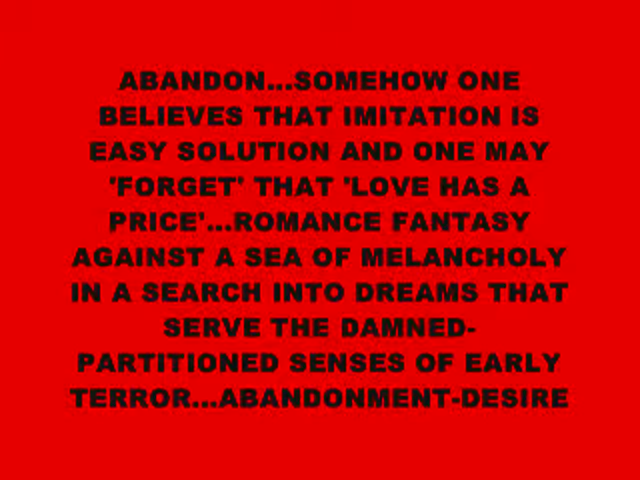 ABANDON...SOMEHOW ONE
BELIEVES THAT IMITATION IS
EASY SOLUTION AND ONE MAY
'FORGET' THAT 'LOVE HAS A
PRICE'...ROMANCE FANTASY
AGAINST A SEA OF MELANCHOLY
IN A SEARCH INTO DREAMS THAT
SERVE THE DAMNED-
PARTITIONED SENSES OF EARLY
TERROR...ABANDONMENT-DESIRE